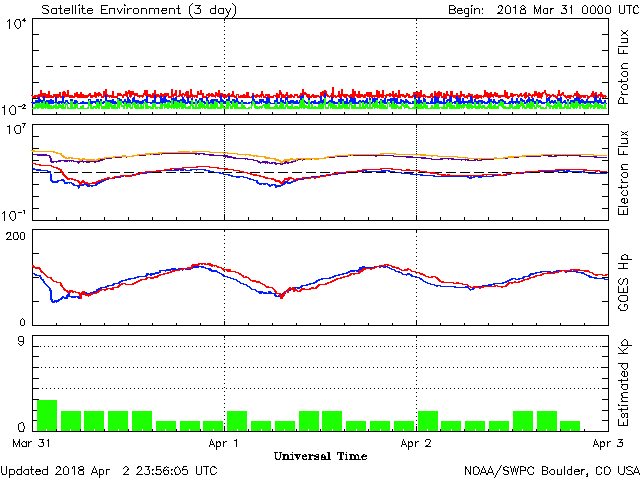 Satellite Environment (3 day) Begin: 2018 Mar 31 0000 UTC
10^4
10^-2
Proton Flux
10^7
10^-1
Electron Flux
200
0
GOES Hp
9
0
Estimated Kp
Mar 31 Apr 1 Apr 2 Apr 3
Universal Time
Updated 2018 Apr 2 23:56:05 UTC NOAA/SWPC Boulder, CO USA